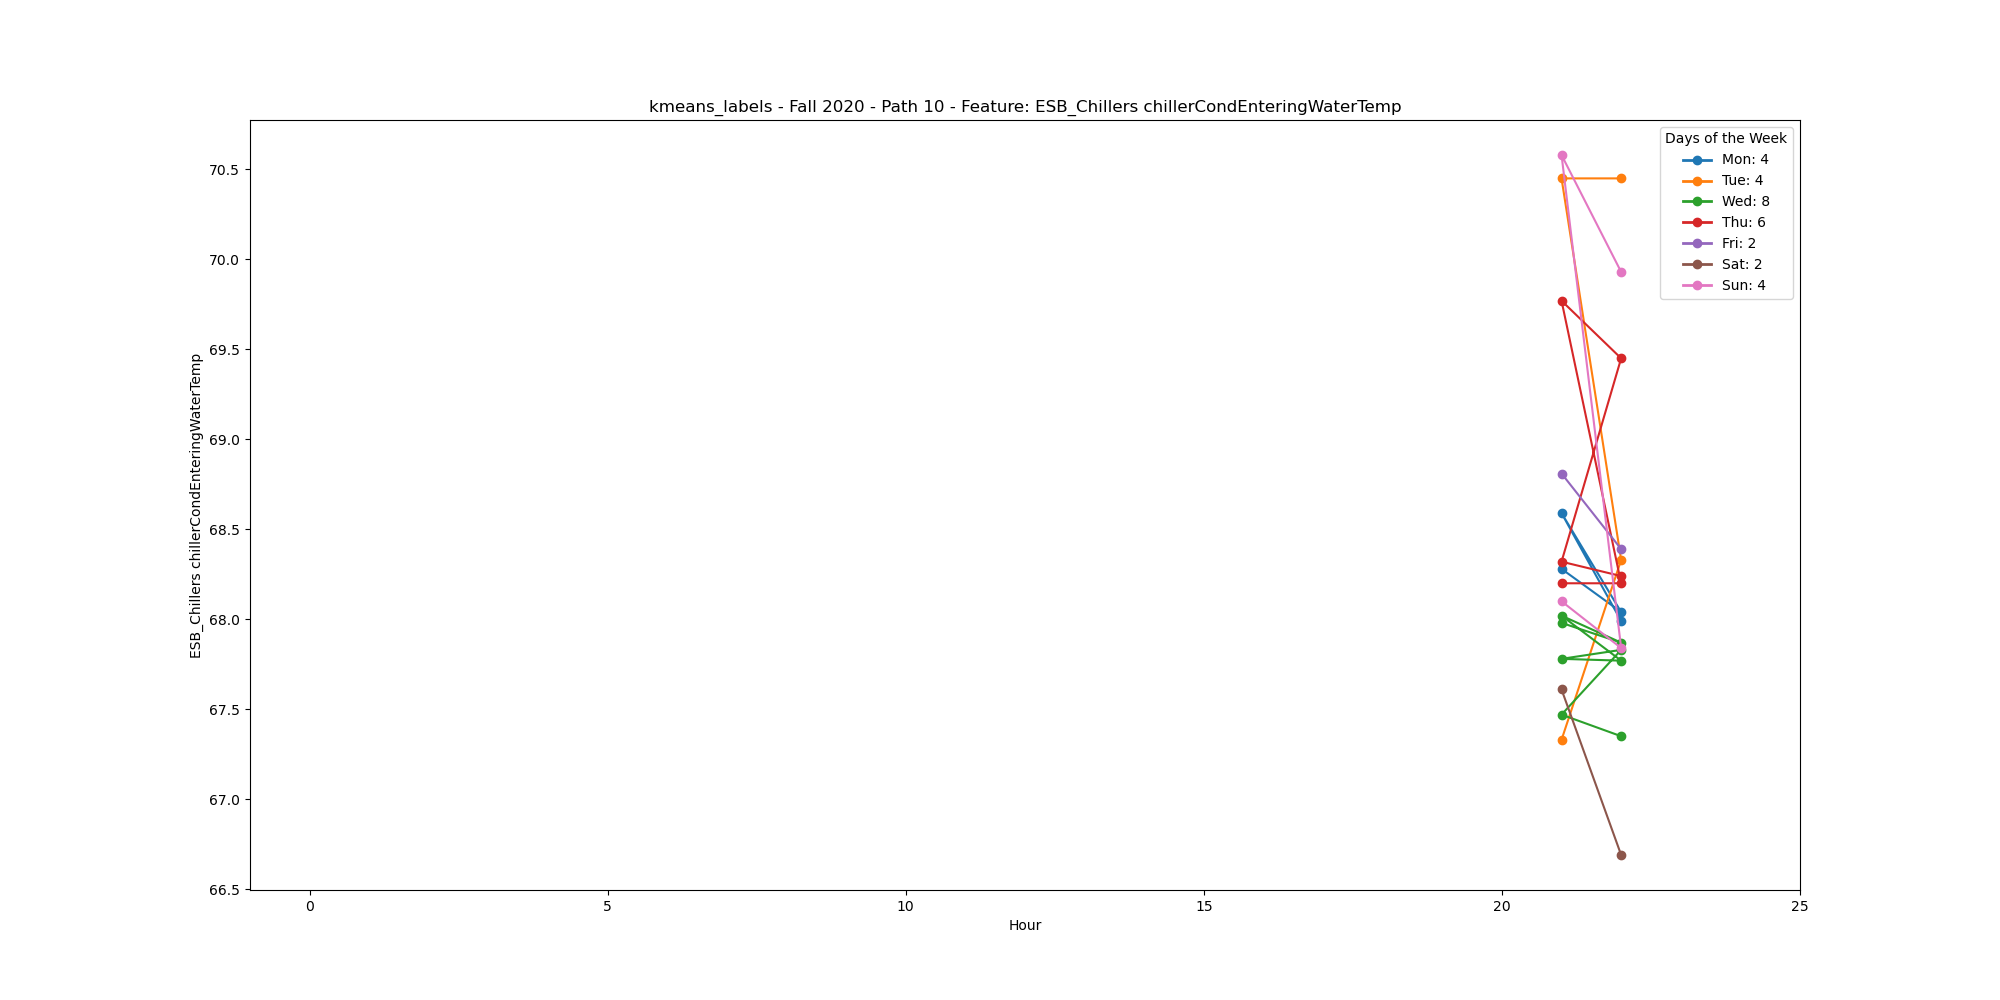 kmeans_labels - Fall 2020 - Path 10 - Feature: ESB_Chillers chillerCondEnteringWaterTemp
Days of the Week
Mon: 4
Tue: 4
Wed: 8
Thu: 6
Fri: 2
Sat: 2
Sun: 4
ESB_Chillers chillerCondEnteringWaterTemp
70.5
70.0
69.5
69.0
68.5
68.0
67.5
67.0
66.5
0 5 10 15 20 25
Hour